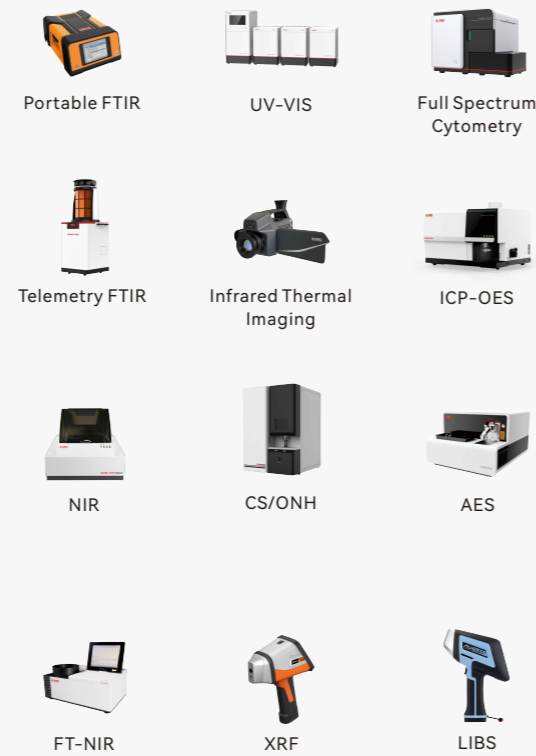 Portable FTIR
UV-VIS
Full Spectrum
Cytometry
Telemetry FTIR
Infrared Thermal
Imaging
ICP-OES
NIR
CS/ONH
AES
FT-NIR
XRF
LIBS